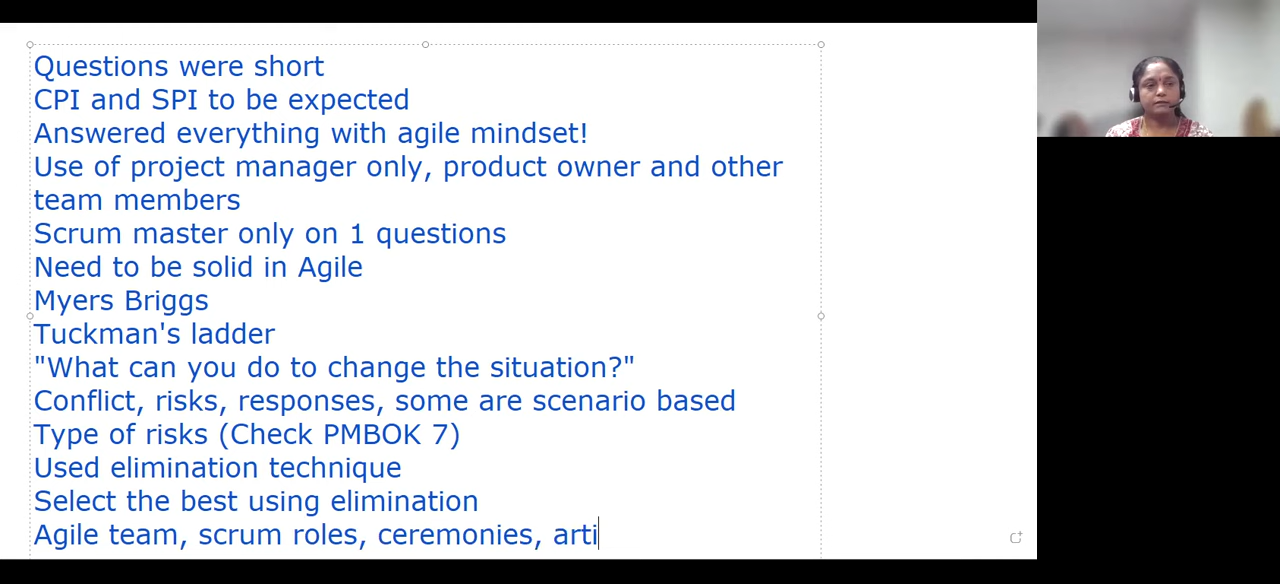 Questions were short
CPI and SPI to be expected
Answered everything with agile mindset!
Use of project manager only, product owner and other
team members
Scrum master only on 1 questions
Need to be solid in Agile
Myers Briggs
Tuckman's ladder
"What can you do to change the situation?"
Conflict, risks, responses, some are scenario based
Type of risks (Check PMBOK 7)
Used elimination technique
Select the best using elimination
Agile team, scrum roles, ceremonies, arti